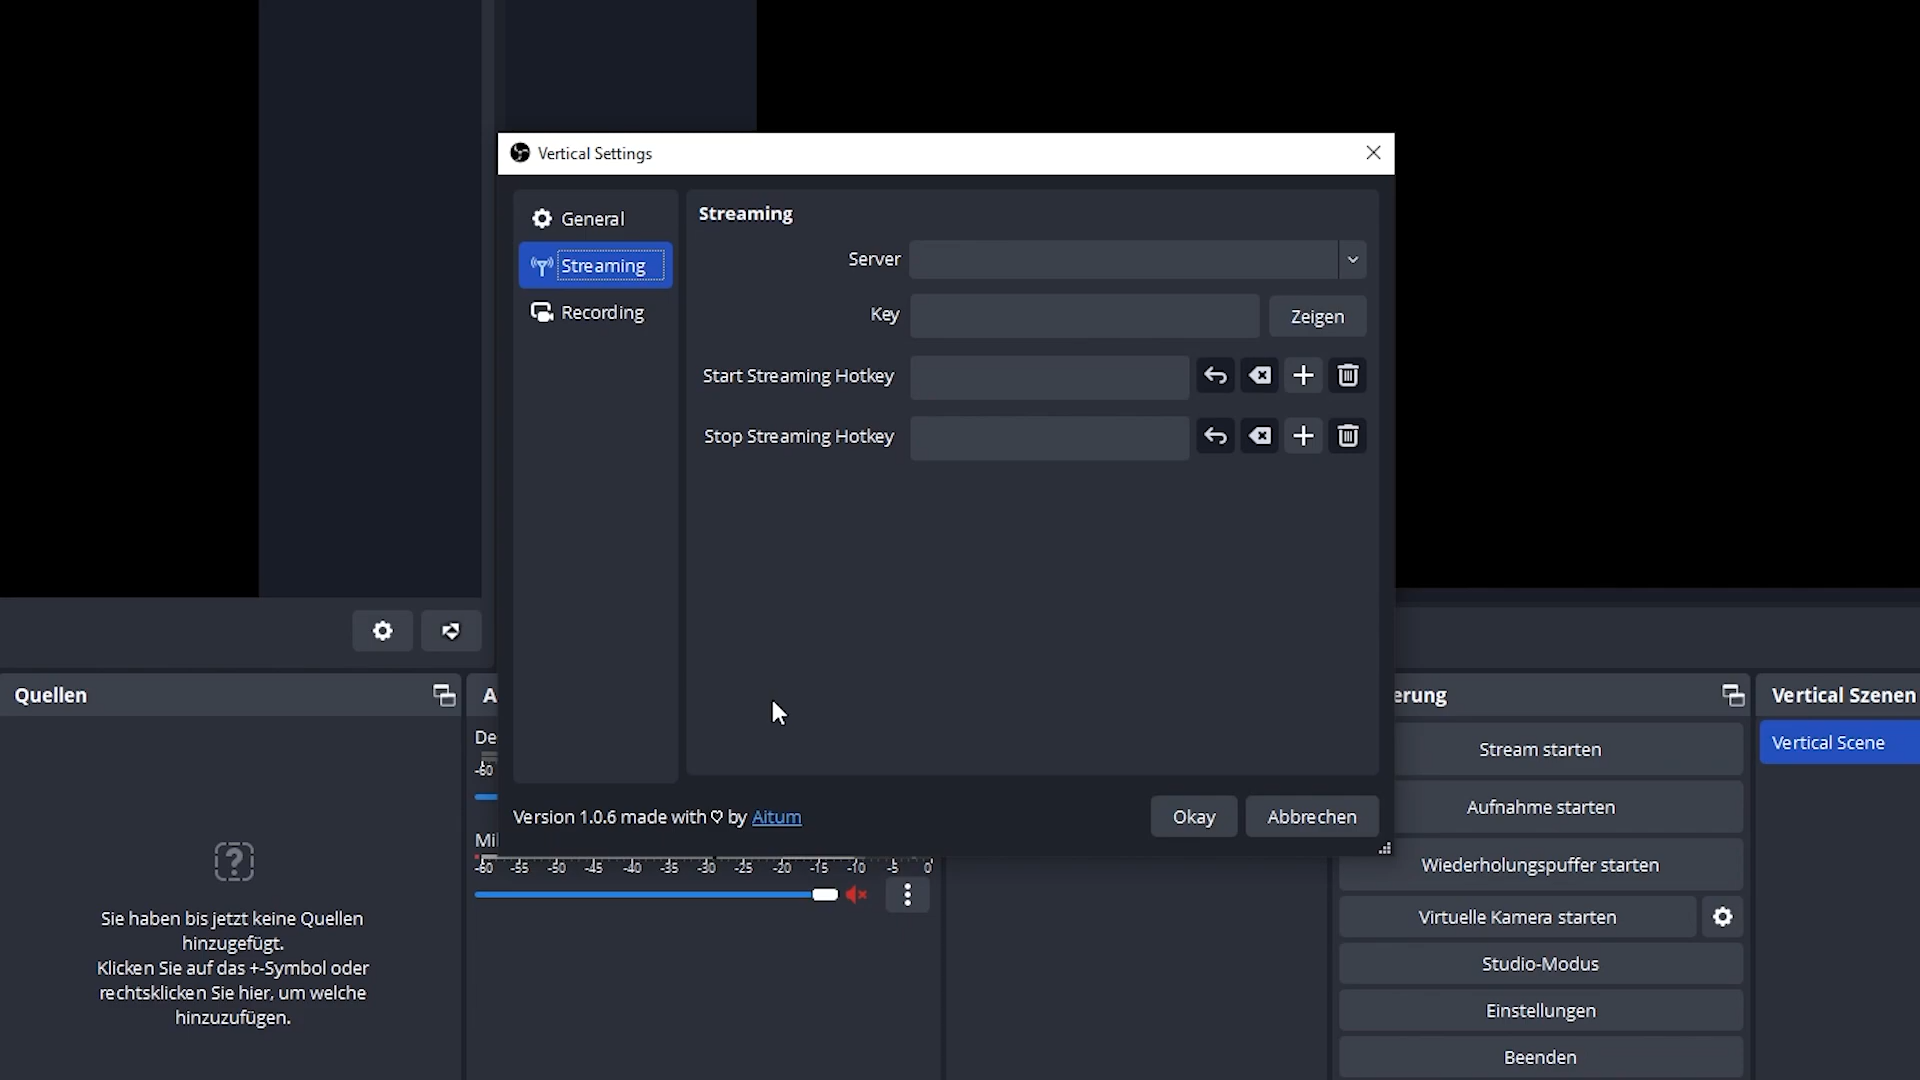 Vertical Settings
General
Streaming
Recording
Streaming
Server
Key
Zeigen
Start Streaming Hotkey
Stop Streaming Hotkey
Version 1.0.6 made with ♡ by Aitum
Okay
Abbrechen
Quellen
Sie haben bis jetzt keine Quellen
hinzugefügt.
Klicken Sie auf das +-Symbol oder
rechtsklicken Sie hier, um welche
hinzuzufügen.
A
De
-60
Mi
-60 -55 -50 -45 -40 -35 -30 -25 -20 -15 -10 -5 0
erung
Stream starten
Aufnahme starten
Wiederholungspuffer starten
Virtuelle Kamera starten
Studio-Modus
Einstellungen
Beenden
Vertical Szenen
Vertical Scene